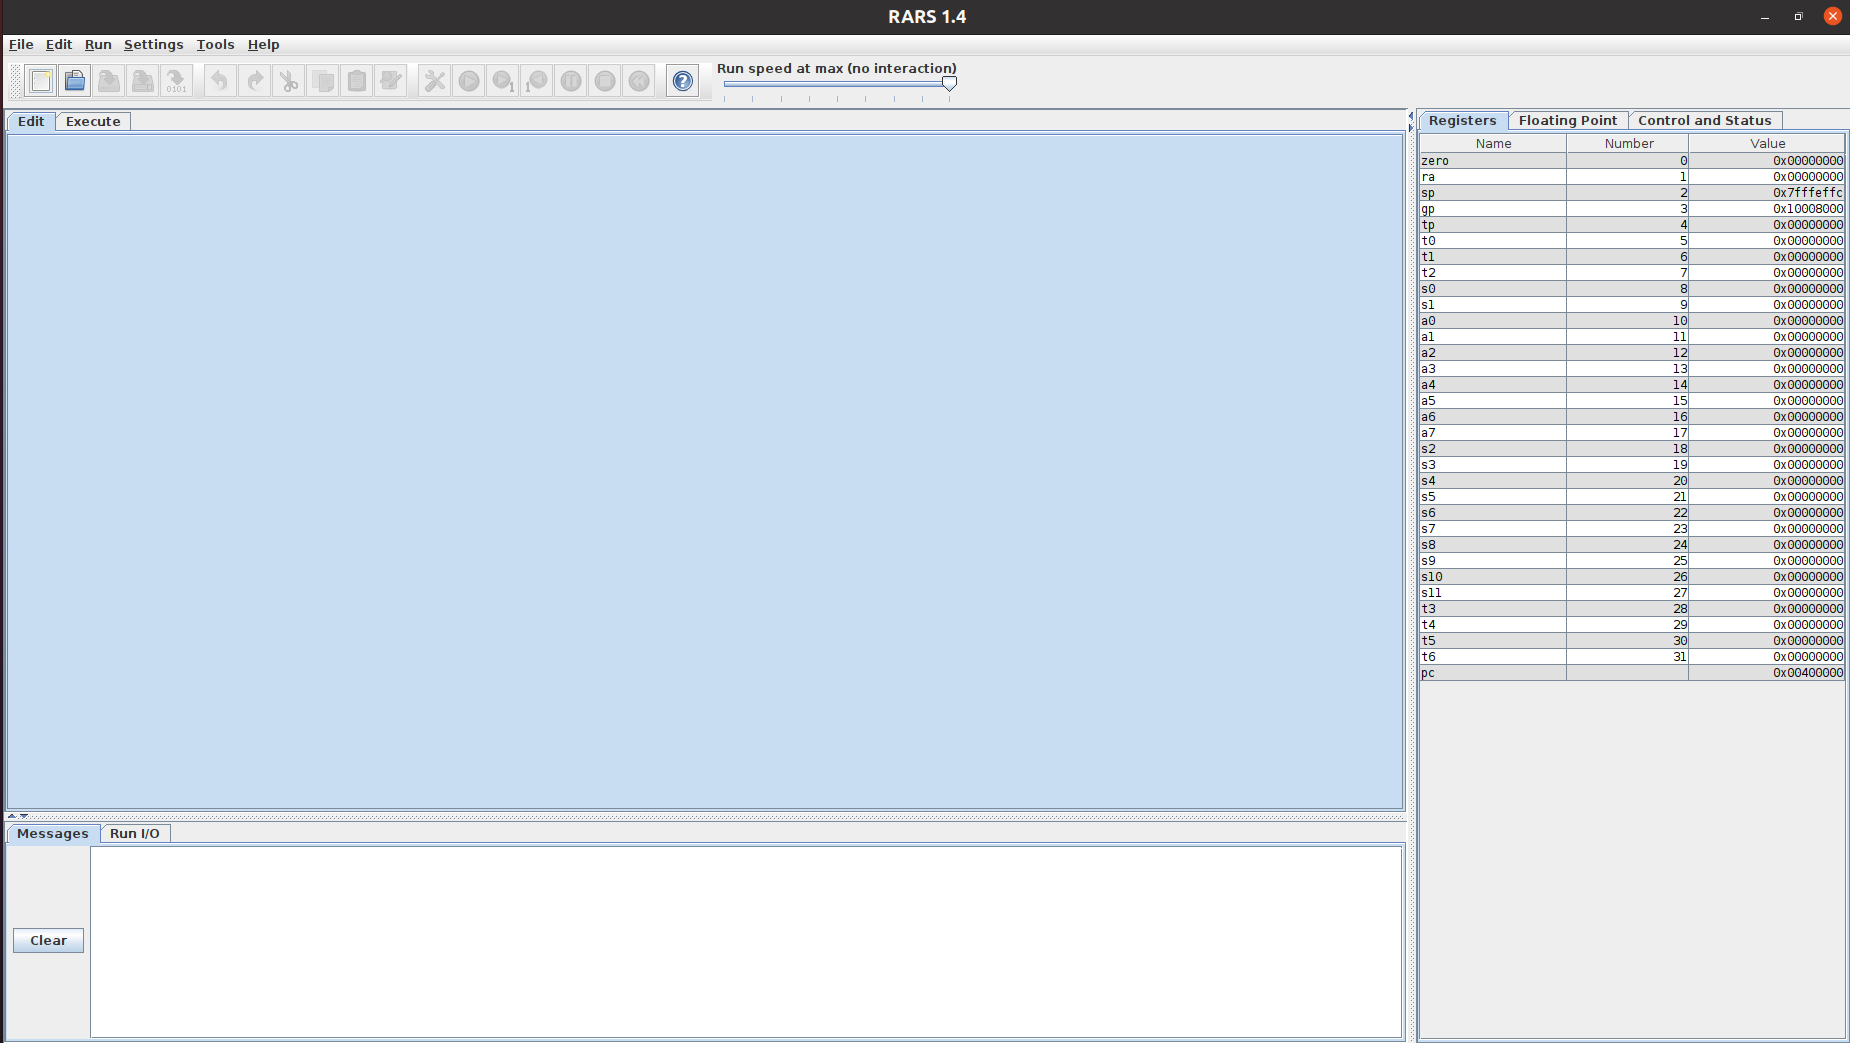 RARS 1.4
File Edit Run Settings Tools Help
Run speed at max (no interaction)
Edit Execute
Registers Floating Point Control and Status
Name Number Value
zero 0 0x00000000
ra 1 0x00000000
sp 2 0x7fffeffc
gp 3 0x10008000
tp 4 0x00000000
t0 5 0x00000000
t1 6 0x00000000
t2 7 0x00000000
s0 8 0x00000000
s1 9 0x00000000
a0 10 0x00000000
a1 11 0x00000000
a2 12 0x00000000
a3 13 0x00000000
a4 14 0x00000000
a5 15 0x00000000
a6 16 0x00000000
a7 17 0x00000000
s2 18 0x00000000
s3 19 0x00000000
s4 20 0x00000000
s5 21 0x00000000
s6 22 0x00000000
s7 23 0x00000000
s8 24 0x00000000
s9 25 0x00000000
s10 26 0x00000000
s11 27 0x00000000
t3 28 0x00000000
t4 29 0x00000000
t5 30 0x00000000
t6 31 0x00000000
pc 0x00400000
Messages Run I/O
Clear